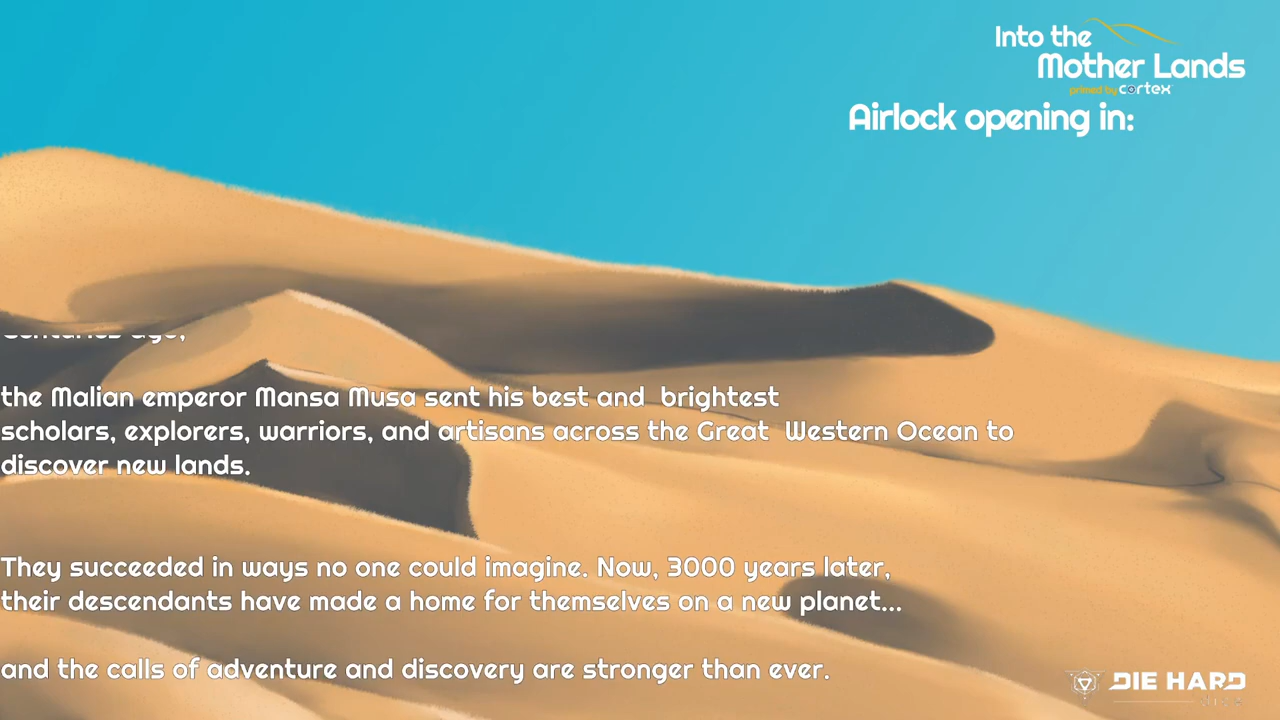 Into the
Mother Lands
primed by cortex
Airlock opening in:
Centuries ago,
the Malian emperor Mansa Musa sent his best and  brightest
scholars, explorers, warriors, and artisans across the Great  Western Ocean to
discover new lands.
They succeeded in ways no one could imagine. Now, 3000 years later,
their descendants have made a home for themselves on a new planet...
and the calls of adventure and discovery are stronger than ever.
DIE HARD